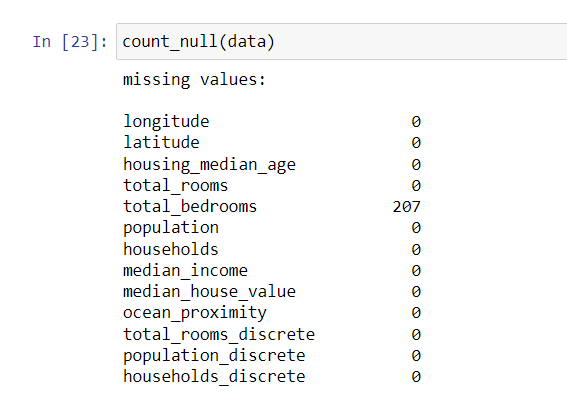 In [23]: count_null(data)
missing values:
longitude 0
latitude 0
housing_median_age 0
total_rooms 0
total_bedrooms 207
population 0
households 0
median_income 0
median_house_value 0
ocean_proximity 0
total_rooms_discrete 0
population_discrete 0
households_discrete 0